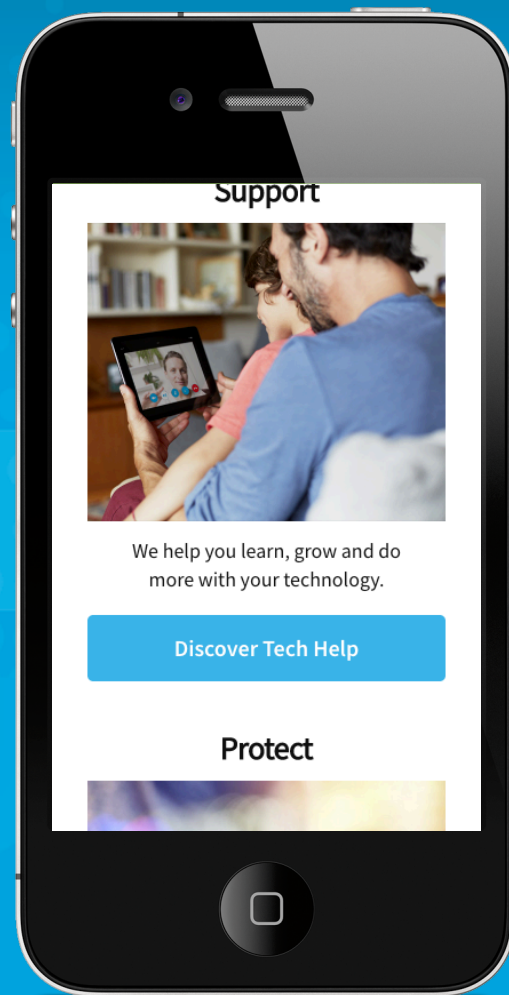 Support
We help you learn, grow and do
more with your technology.
Discover Tech Help
Protect